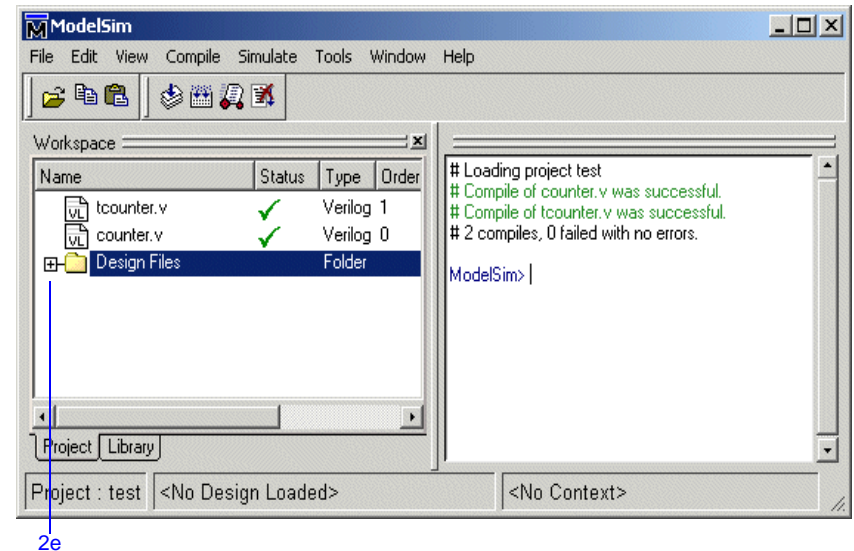 ModelSim
File Edit View Compile Simulate Tools Window Help
Workspace
Name Status Type Order
VL tcounter.v Verilog 1
VL counter.v Verilog 0
Design Files Folder
Project Library
# Loading project test
# Compile of counter.v was successful.
# Compile of tcounter.v was successful.
# 2 compiles, 0 failed with no errors.
ModelSim>
Project : test <No Design Loaded> <No Context>
2e